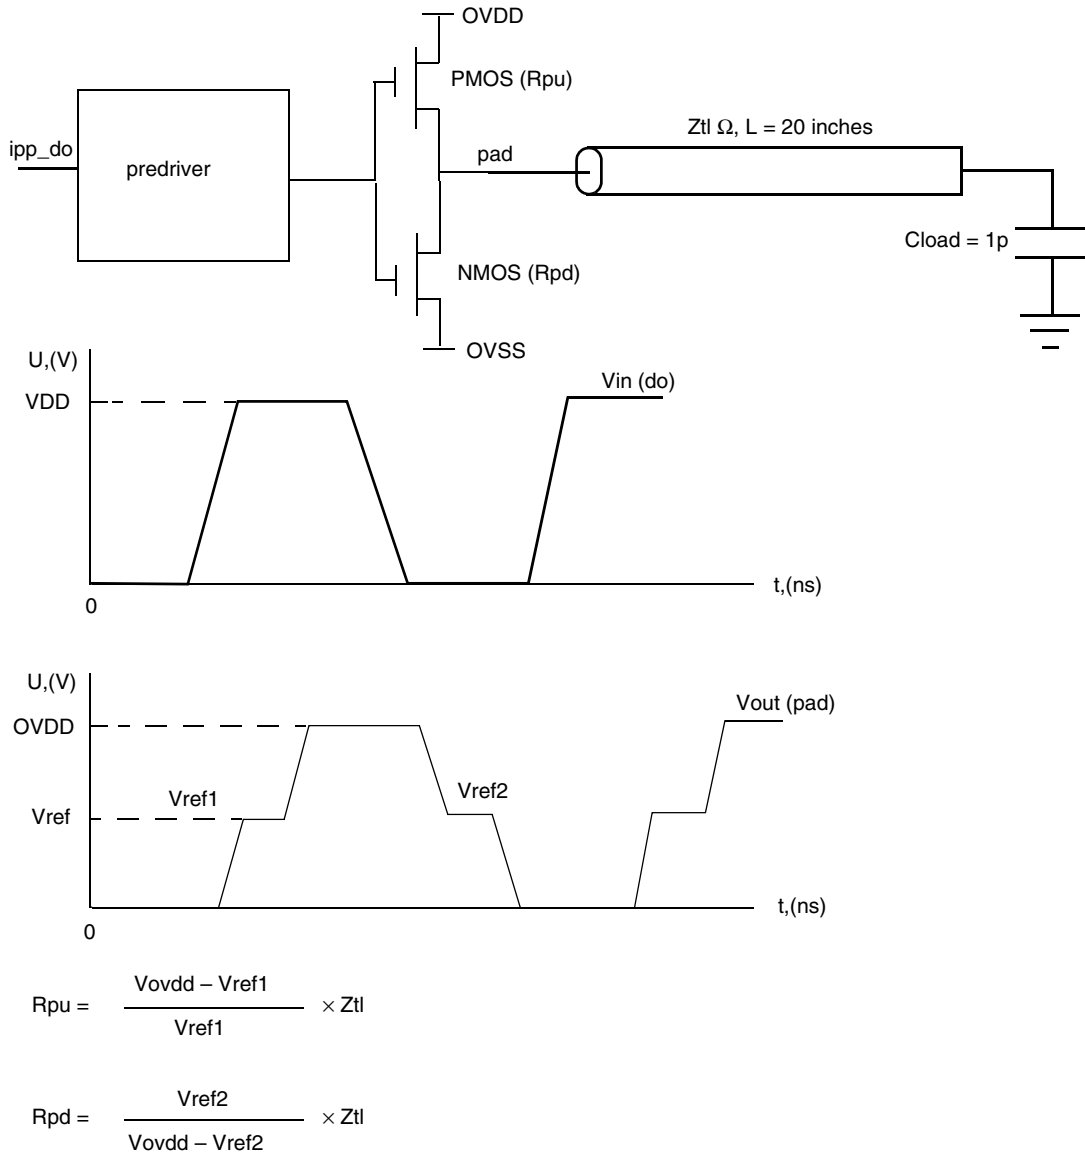 OVDD
PMOS (Rpu)
Ztl Ω, L = 20 inches
ipp_do
predriver
pad
Cload = 1p
NMOS (Rpd)
OVSS
U,(V)
VDD
Vin (do)
t,(ns)
0
U,(V)
OVDD
Vout (pad)
Vref
Vref1
Vref2
t,(ns)
0
Vovdd – Vref1
Rpu =
× Ztl
Vref1
Vref2
Rpd =
× Ztl
Vovdd – Vref2